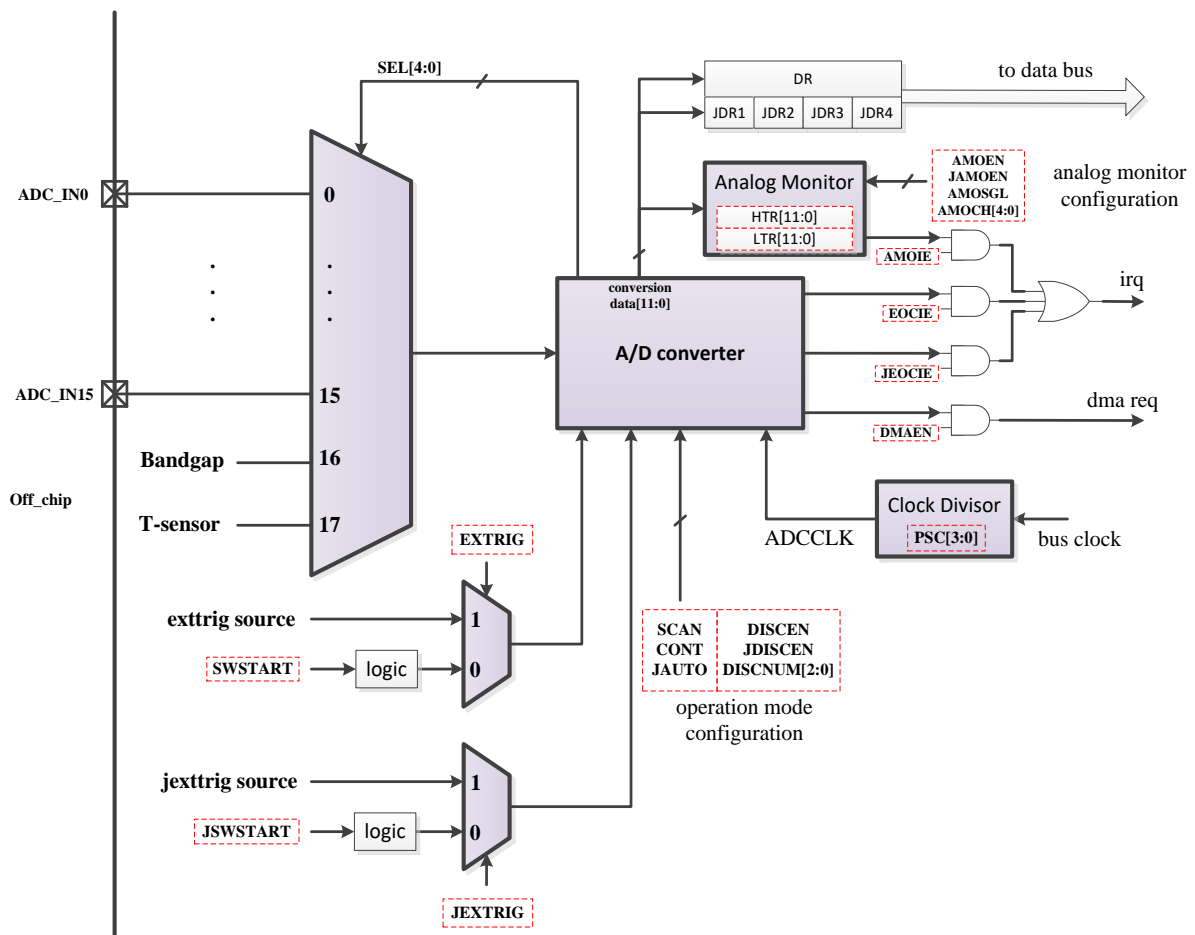 SEL[4:0]
DR
JDR1 JDR2 JDR3 JDR4
to data bus
ADC_IN0
0
Analog Monitor
HTR[11:0]
LTR[11:0]
AMOEN
JAMOEN
AMOSGL
AMOCH[4:0]
analog monitor
configuration
AMOIE
conversion
data[11:0]
A/D converter
EOCIE
irq
JEOCIE
dma req
DMAEN
ADC_IN15
15
Bandgap
16
Off_chip
T-sensor
17
Clock Divisor
PSC[3:0]
ADCCLK
bus clock
EXTRIG
exttrig source
1
SWSTART
logic
0
SCAN DISCEN
CONT JDISCEN
JAUTO DISCNUM[2:0]
operation mode
configuration
jexttrig source
1
JSWSTART
logic
0
JEXTRIG